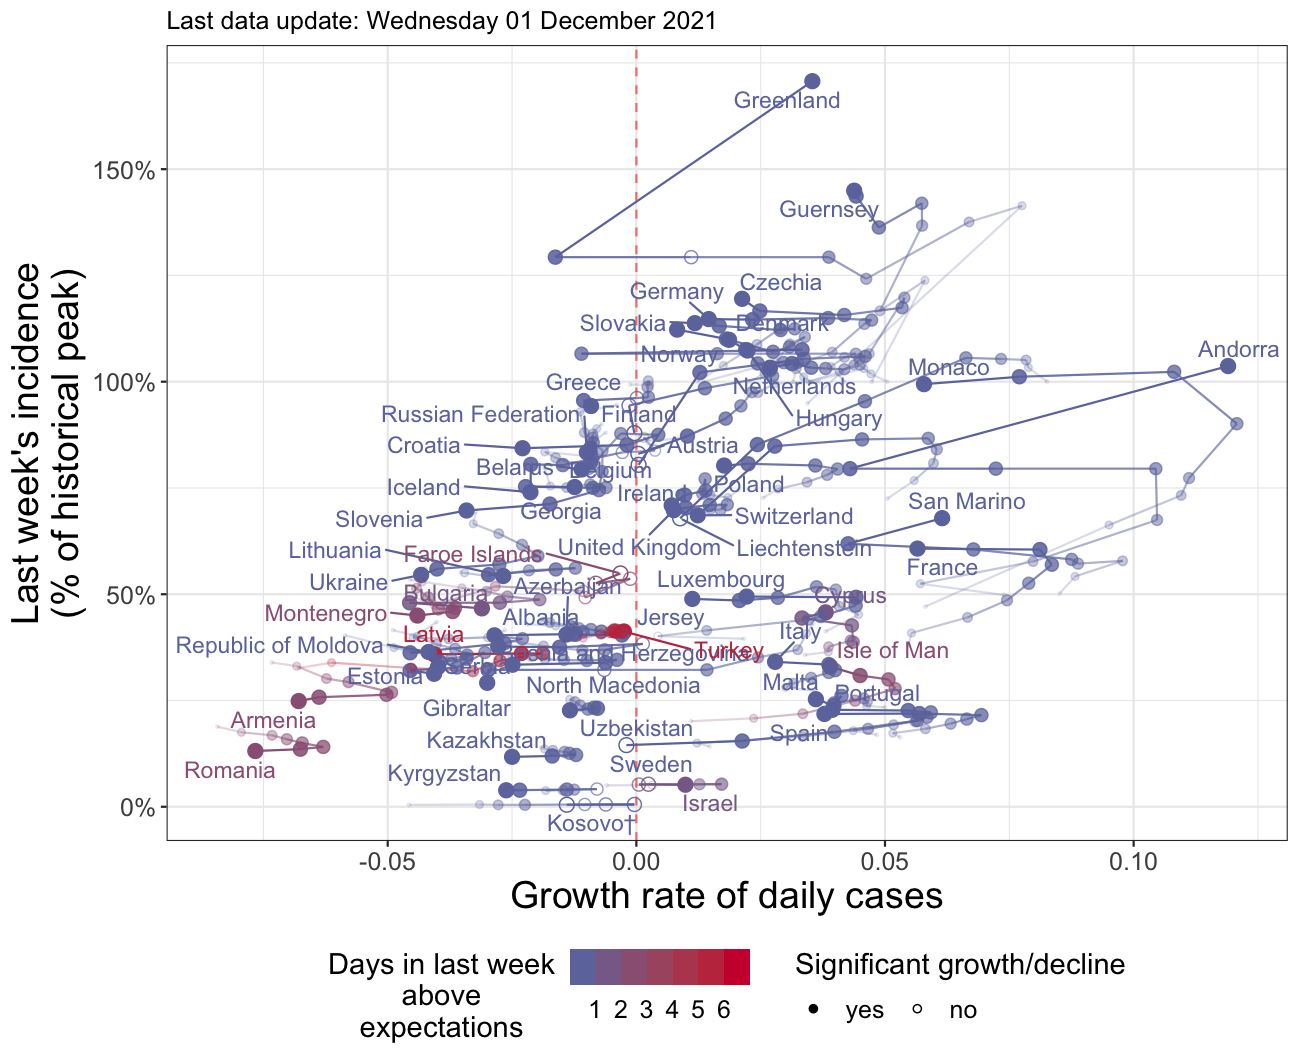 Last data update: Wednesday 01 December 2021
Last week's incidence
(% of historical peak)
150%
100%
50%
0%
Greenland
Guernsey
Czechia
Germany
Slovakia
Denmark
Norway
Andorra
Monaco
Greece
Netherlands
Russian Federation
Finland
Hungary
Croatia
Austria
Belarus
Belgium
Iceland
Ireland
Poland
San Marino
Slovenia
Georgia
Switzerland
Lithuania
Faroe Islands
United Kingdom
Liechtenstein
France
Ukraine
Azerbaijan
Luxembourg
Bulgaria
Cyprus
Montenegro
Albania
Jersey
Latvia
Italy
Republic of Moldova
Turkey
Isle of Man
Serbia
Herzegovina
Estonia
North Macedonia
Malta
Portugal
Armenia
Gibraltar
Uzbekistan
Spain
Kazakhstan
Romania
Kyrgyzstan
Sweden
Israel
Kosovo†
-0.05
0.00
0.05
0.10
Growth rate of daily cases
Days in last week
above
expectations
1 2 3 4 5 6
Significant growth/decline
yes
no